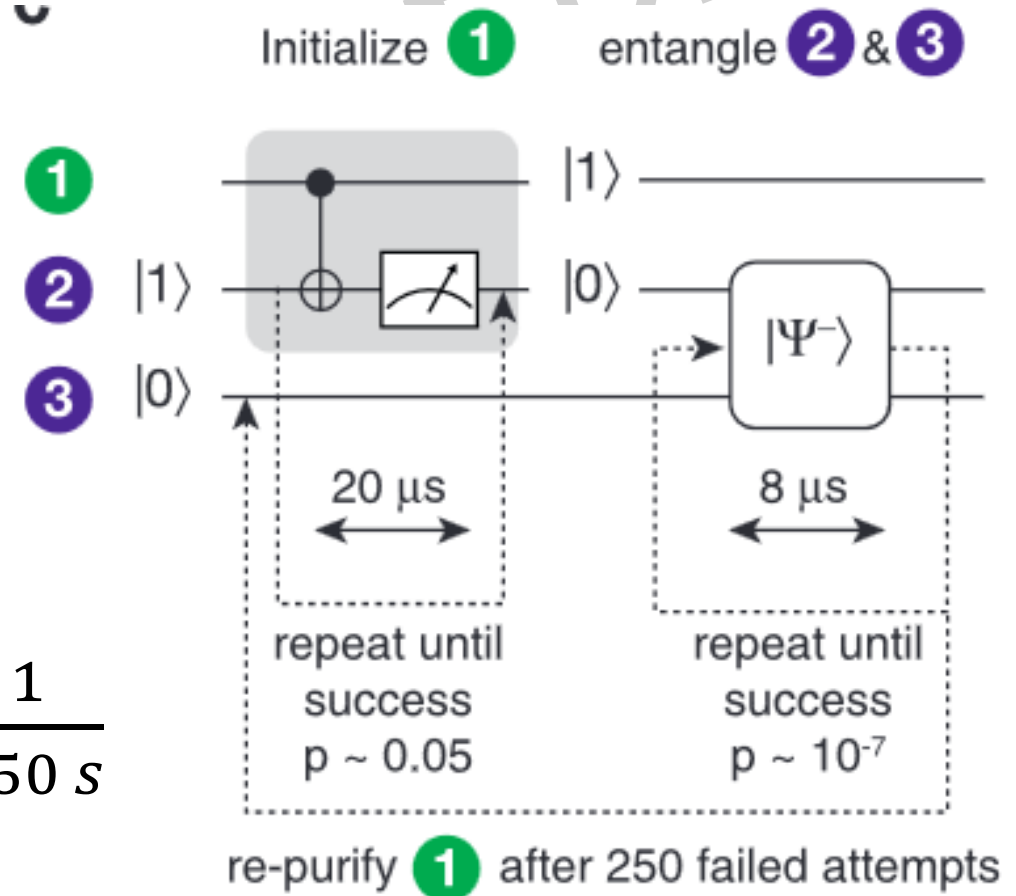 Initialize 1 entangle 2 & 3
1 |1⟩
2 |1⟩ |0⟩
3 |0⟩
|Ψ⁻⟩
20 μs 8 μs
repeat until repeat until
success success
p ~ 0.05 p ~ 10⁻⁷
1
50 s
re-purify 1 after 250 failed attempts